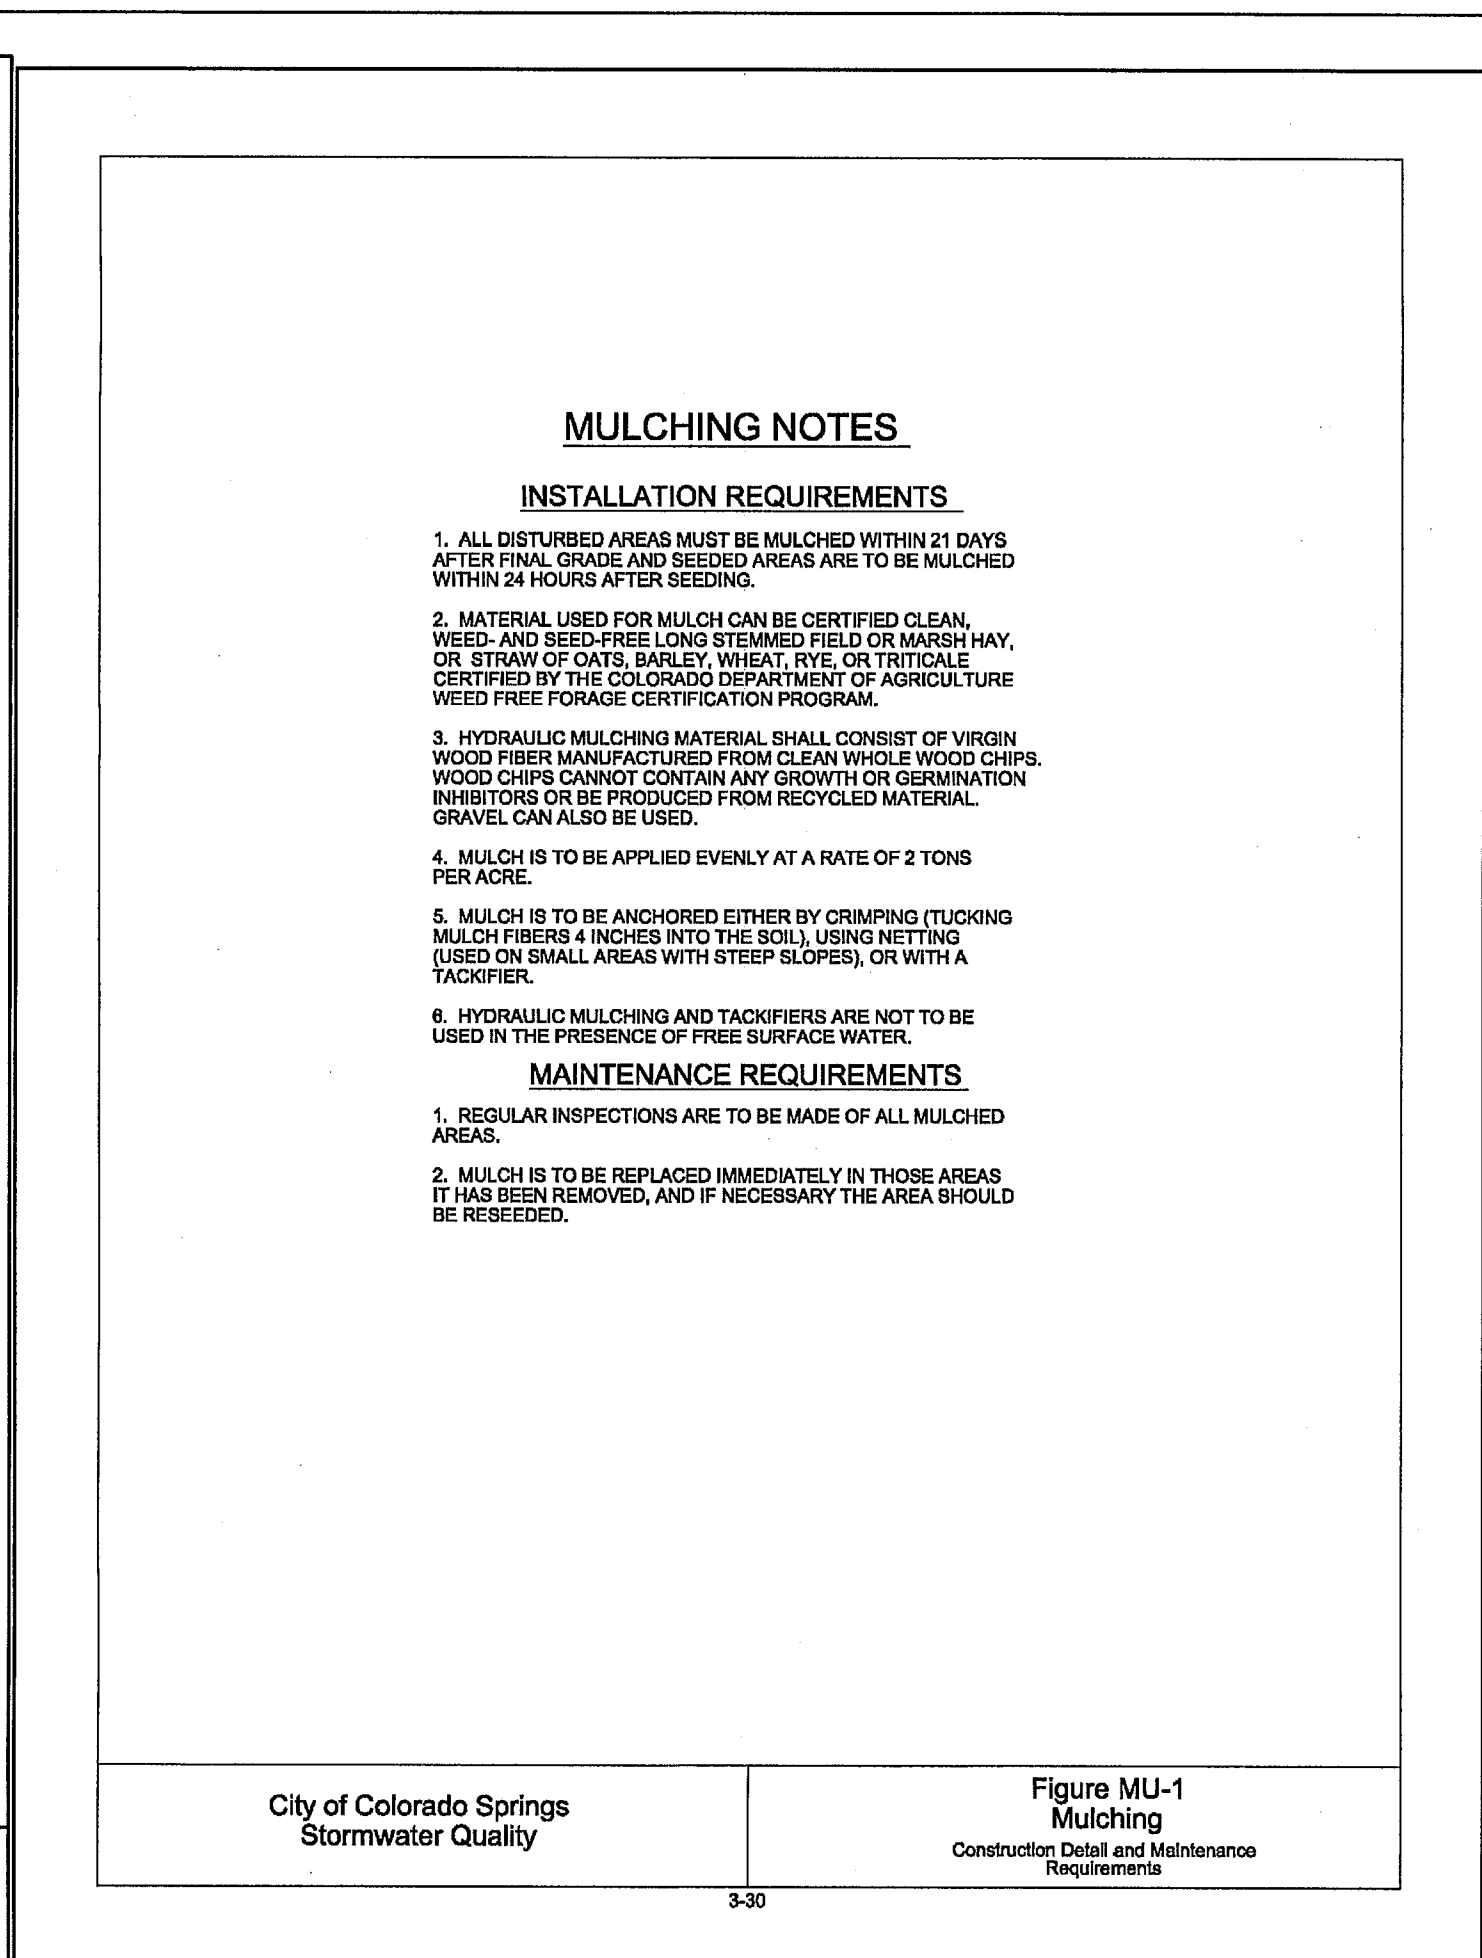 MULCHING NOTES
INSTALLATION REQUIREMENTS
1. ALL DISTURBED AREAS MUST BE MULCHED WITHIN 21 DAYS
AFTER FINAL GRADE AND SEEDED AREAS ARE TO BE MULCHED
WITHIN 24 HOURS AFTER SEEDING.
2. MATERIAL USED FOR MULCH CAN BE CERTIFIED CLEAN,
WEED- AND SEED-FREE LONG STEMMED FIELD OR MARSH HAY,
OR STRAW OF OATS, BARLEY, WHEAT, RYE, OR TRITICALE
CERTIFIED BY THE COLORADO DEPARTMENT OF AGRICULTURE
WEED FREE FORAGE CERTIFICATION PROGRAM.
3. HYDRAULIC MULCHING MATERIAL SHALL CONSIST OF VIRGIN
WOOD FIBER MANUFACTURED FROM CLEAN WHOLE WOOD CHIPS.
WOOD CHIPS CANNOT CONTAIN ANY GROWTH OR GERMINATION
INHIBITORS OR BE PRODUCED FROM RECYCLED MATERIAL.
GRAVEL CAN ALSO BE USED.
4. MULCH IS TO BE APPLIED EVENLY AT A RATE OF 2 TONS
PER ACRE.
5. MULCH IS TO BE ANCHORED EITHER BY CRIMPING (TUCKING
MULCH FIBERS 4 INCHES INTO THE SOIL), USING NETTING
(USED ON SMALL AREAS WITH STEEP SLOPES), OR WITH A
TACKIFIER.
6. HYDRAULIC MULCHING AND TACKIFIERS ARE NOT TO BE
USED IN THE PRESENCE OF FREE SURFACE WATER.
MAINTENANCE REQUIREMENTS
1. REGULAR INSPECTIONS ARE TO BE MADE OF ALL MULCHED
AREAS.
2. MULCH IS TO BE REPLACED IMMEDIATELY IN THOSE AREAS
IT HAS BEEN REMOVED, AND IF NECESSARY THE AREA SHOULD
BE RESEEDED.
City of Colorado Springs
Stormwater Quality
Figure MU-1
Mulching
Construction Detail and Maintenance
Requirements
3-30